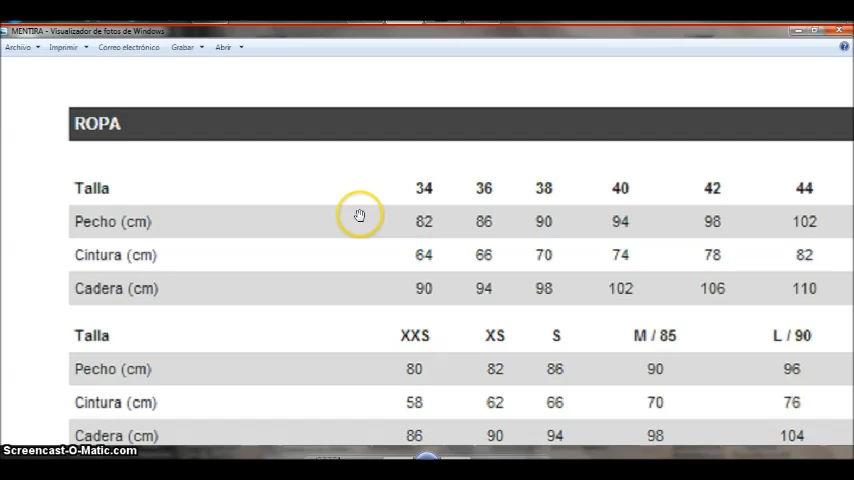 MENTIRA - Visualizador de fotos de Windows
Archivo Imprimir Correo electrónico Grabar Abrir
ROPA
Talla 34 36 38 40 42 44
Pecho (cm) 82 86 90 94 98 102
Cintura (cm) 64 66 70 74 78 82
Cadera (cm) 90 94 98 102 106 110
Talla XXS XS S M / 85 L / 90
Pecho (cm) 80 82 86 90 96
Cintura (cm) 58 62 66 70 76
Cadera (cm) 86 90 94 98 104
Screencast-O-Matic.com